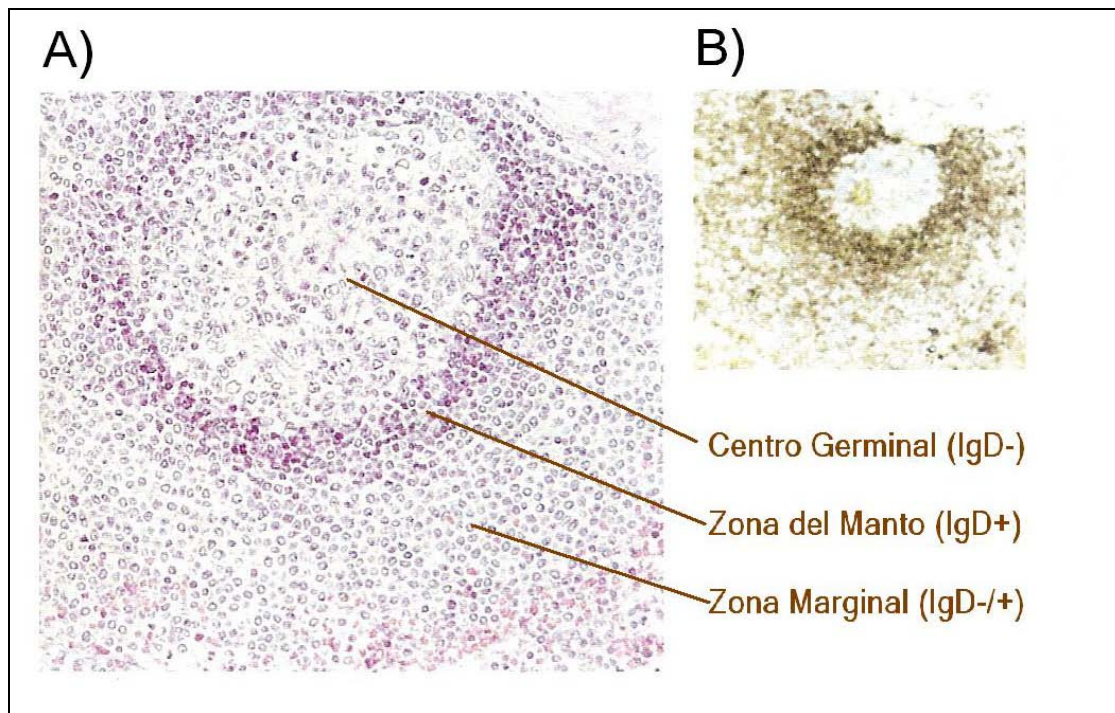 A)
B)
Centro Germinal (IgD-)
Zona del Manto (IgD+)
Zona Marginal (IgD-/+)